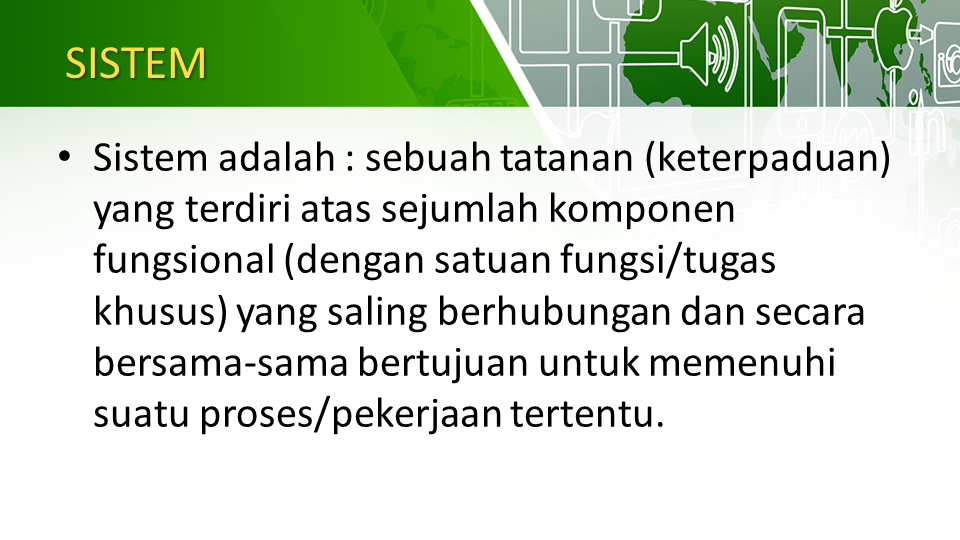 SISTEM
• Sistem adalah : sebuah tatanan (keterpaduan)
yang terdiri atas sejumlah komponen
fungsional (dengan satuan fungsi/tugas
khusus) yang saling berhubungan dan secara
bersama-sama bertujuan untuk memenuhi
suatu proses/pekerjaan tertentu.